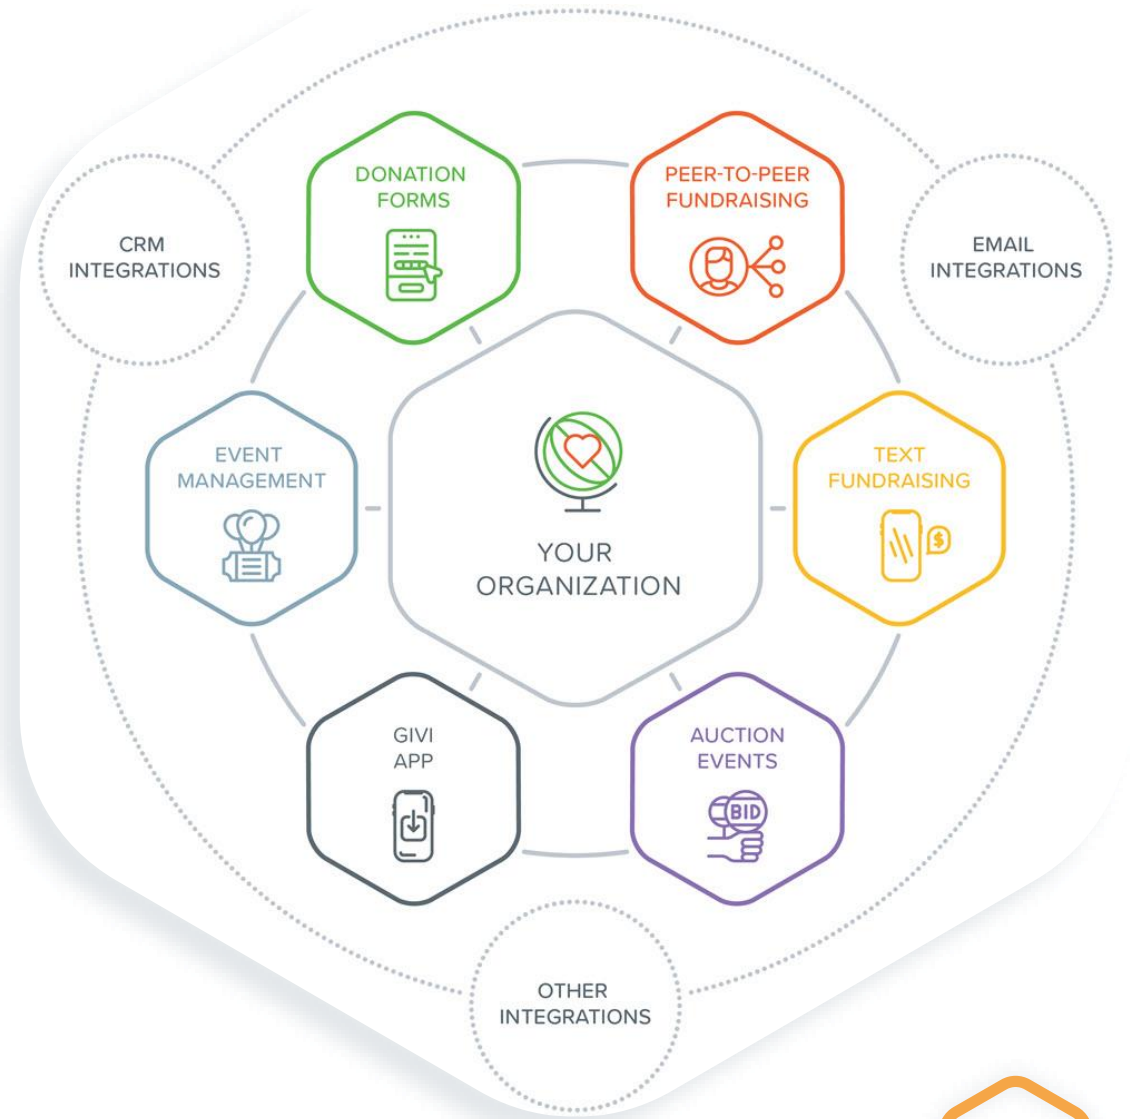 DONATION
FORMS
PEER-TO-PEER
FUNDRAISING
CRM
INTEGRATIONS
EMAIL
INTEGRATIONS
EVENT
MANAGEMENT
TEXT
FUNDRAISING
$
YOUR
ORGANIZATION
GIVI
APP
AUCTION
EVENTS
BID
OTHER
INTEGRATIONS